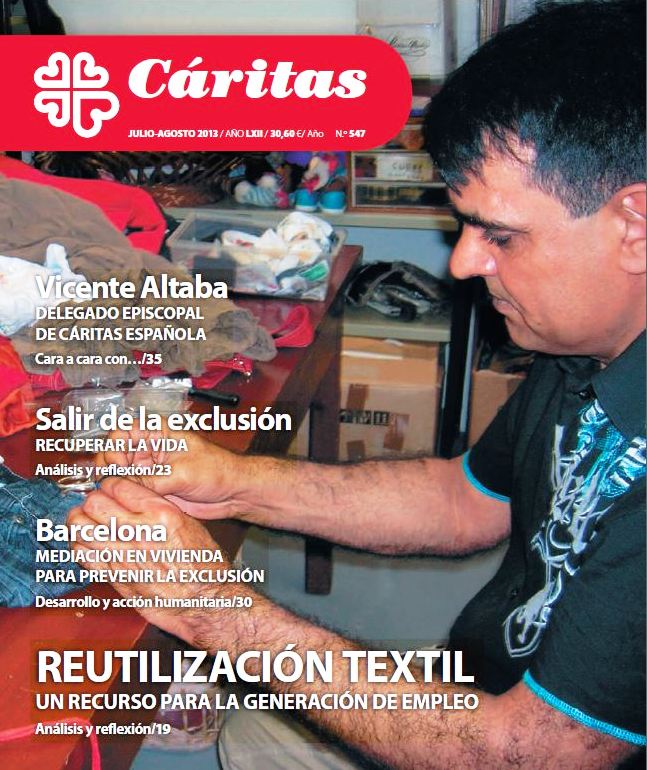 Cáritas
JULIO-AGOSTO 2013 / AÑO LXII / 30,60 €/ Año N.º 547
Vicente Altaba
DELEGADO EPISCOPAL
DE CÁRITAS ESPAÑOLA
Cara a cara con…/35
Salir de la exclusión
RECUPERAR LA VIDA
Análisis y reflexión/23
Barcelona
MEDIACIÓN EN VIVIENDA
PARA PREVENIR LA EXCLUSIÓN
Desarrollo y acción humanitaria/30
REUTILIZACIÓN TEXTIL
UN RECURSO PARA LA GENERACIÓN DE EMPLEO
Análisis y reflexión/19